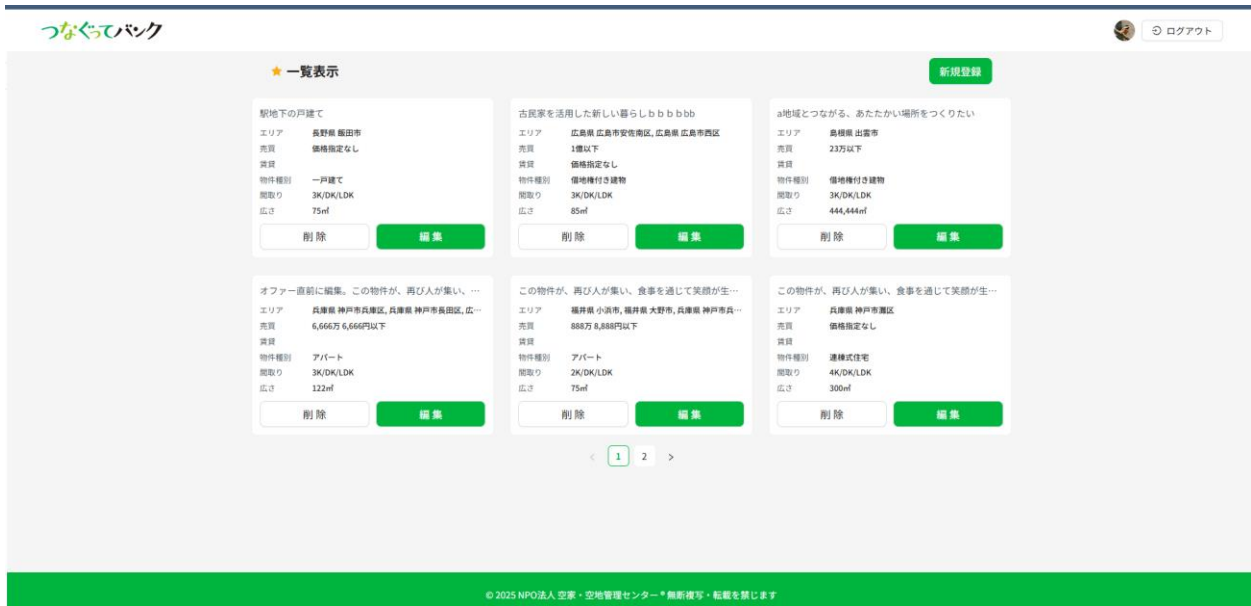 つなぐってバンク
ログアウト
一覧表示
新規登録
駅地下の戸建て
エリア 長野県 飯田市
売買 価格指定なし
賃貸
物件種別 一戸建て
間取り 3K/DK/LDK
広さ 75㎡
削除 編集
古民家を活用した新しい暮らしｂｂｂｂbb
エリア 広島県 広島市安佐南区, 広島県 広島市西区
売買 1億以下
賃貸 価格指定なし
物件種別 借地権付き建物
間取り 3K/DK/LDK
広さ 85㎡
削除 編集
a地域とつながる、あたたかい場所をつくりたい
エリア 島根県 出雲市
売買 23万以下
賃貸
物件種別 借地権付き建物
間取り 3K/DK/LDK
広さ 444,444㎡
削除 編集
オファー直前に編集。この物件が、再び人が集い、…
エリア 兵庫県 神戸市兵庫区, 兵庫県 神戸市長田区, 広…
売買 6,666万 6,666円以下
賃貸
物件種別 アパート
間取り 3K/DK/LDK
広さ 122㎡
削除 編集
この物件が、再び人が集い、食事を通じて笑顔が生…
エリア 福井県 小浜市, 福井県 大野市, 兵庫県 神戸市兵…
売買 888万 8,888円以下
賃貸
物件種別 アパート
間取り 2K/DK/LDK
広さ 75㎡
削除 編集
この物件が、再び人が集い、食事を通じて笑顔が生…
エリア 兵庫県 神戸市灘区
売買 価格指定なし
賃貸
物件種別 連棟式住宅
間取り 4K/DK/LDK
広さ 300㎡
削除 編集
< 1 2 >
© 2025 NPO法人 空家・空地管理センター ® 無断複写・転載を禁じます